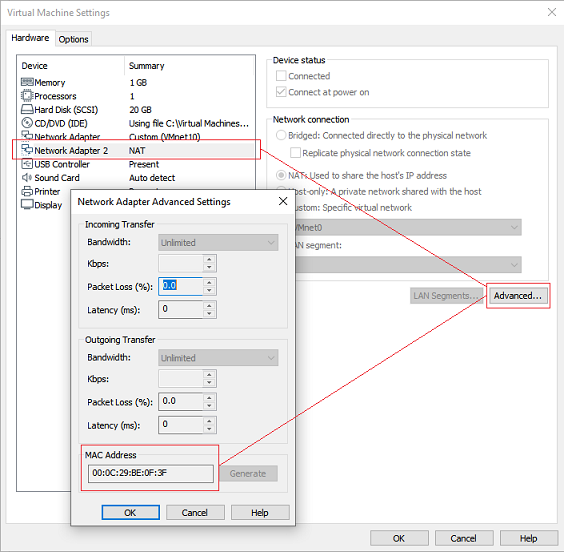 Virtual Machine Settings
Hardware Options
Device Summary
Memory 1 GB
Processors 1
Hard Disk (SCSI) 20 GB
CD/DVD (IDE) Using file C:\Virtual Machines...
Network Adapter Custom (VMnet10)
Network Adapter 2 NAT
USB Controller Present
Sound Card Auto detect
Printer
Display
Device status
Connected
Connect at power on
Network connection
Bridged: Connected directly to the physical network
Replicate physical network connection state
NAT: Used to share the host's IP address
ost-only: A private network shared with the host
ustom: Specific virtual network
VMnet0
AN segment:
LAN Segments... Advanced...
Network Adapter Advanced Settings
Incoming Transfer
Bandwidth: Unlimited
Kbps:
Packet Loss (%): 0.0
Latency (ms): 0
Outgoing Transfer
Bandwidth: Unlimited
Kbps:
Packet Loss (%): 0.0
Latency (ms): 0
MAC Address
00:0C:29:BE:0F:3F Generate
OK Cancel Help
OK Cancel Help